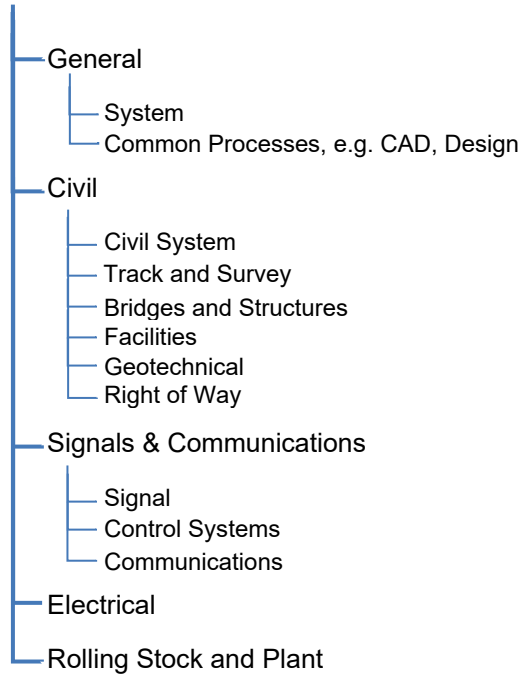 General
System
Common Processes, e.g. CAD, Design
Civil
Civil System
Track and Survey
Bridges and Structures
Facilities
Geotechnical
Right of Way
Signals & Communications
Signal
Control Systems
Communications
Electrical
Rolling Stock and Plant